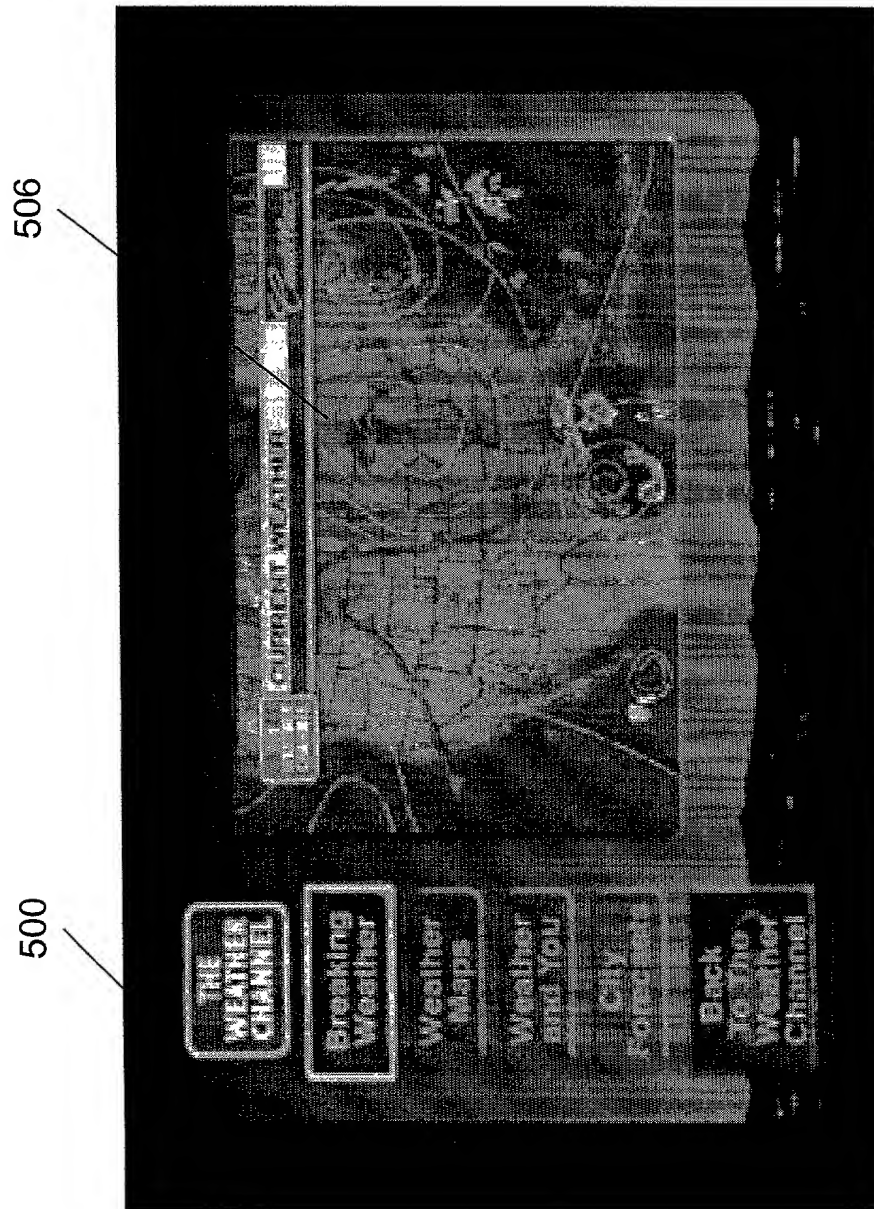 500
506
THE
WEATHER
CHANNEL
CURRENT WEATHER
Breaking
Weather
Weather
Maps
Weather
and You
City
Forecasts
Back
To The
Weather
Channel